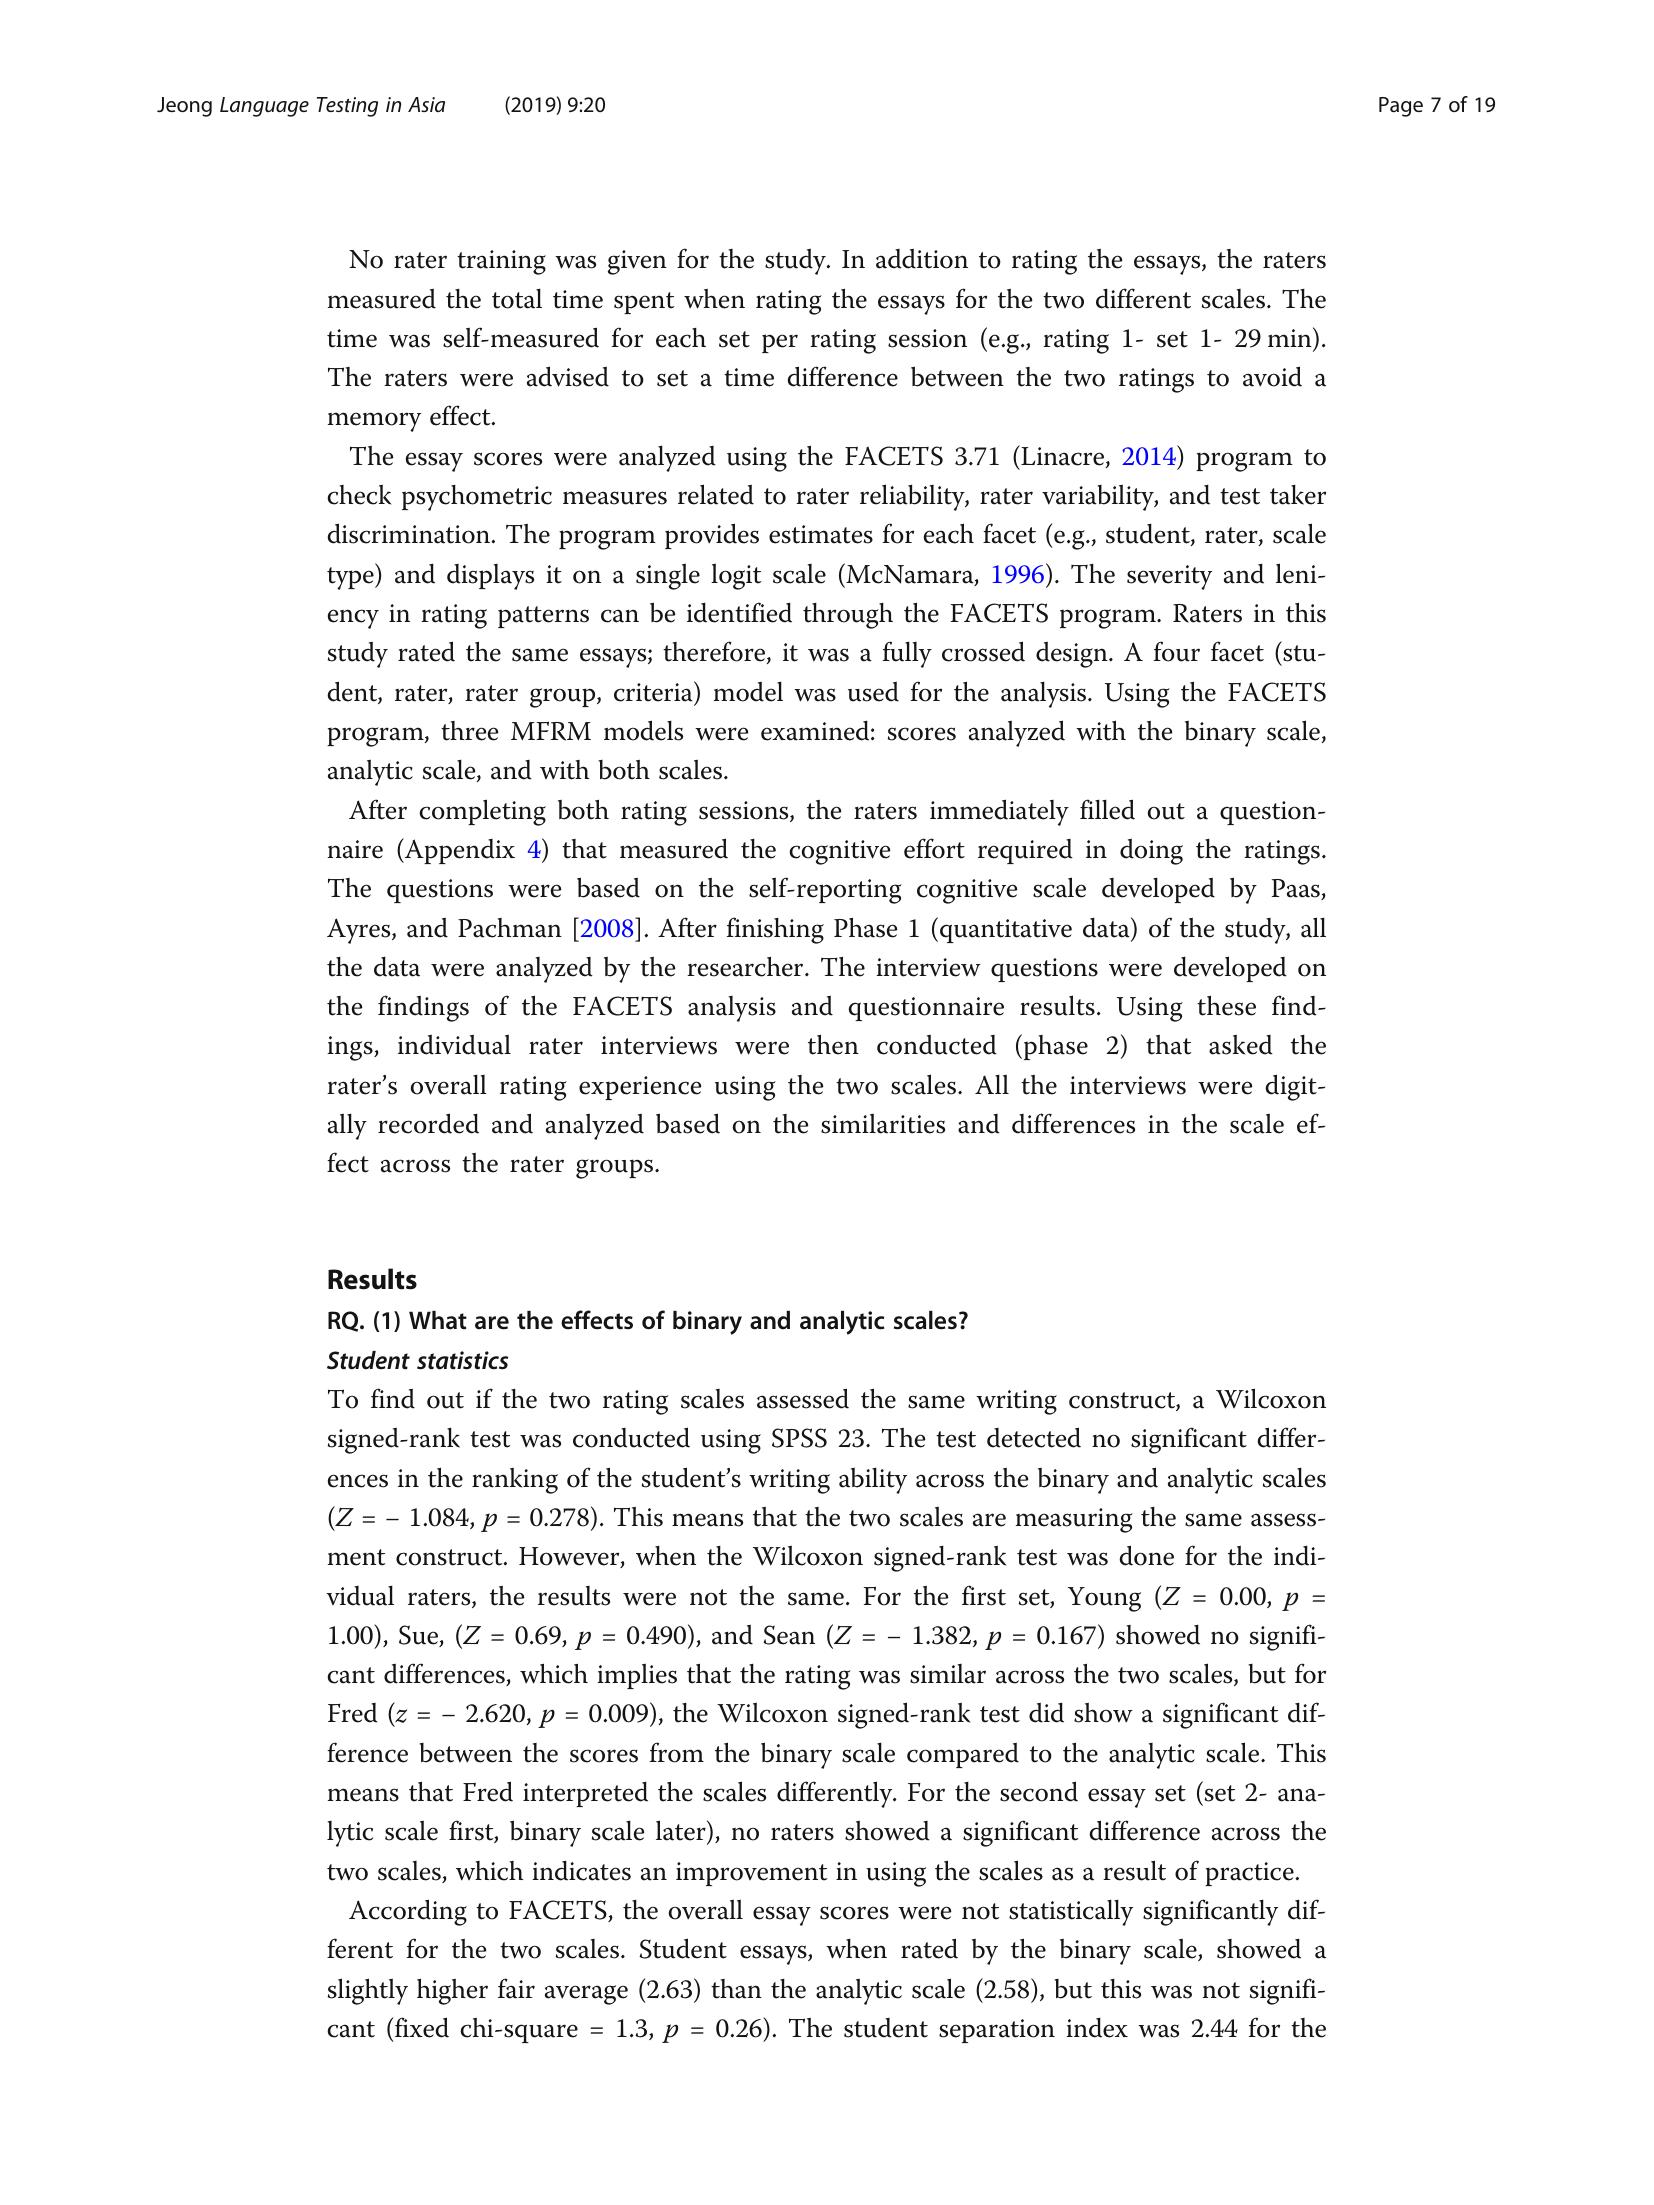 Jeong Language Testing in Asia (2019) 9:20 Page 7 of 19
No rater training was given for the study. In addition to rating the essays, the raters
measured the total time spent when rating the essays for the two different scales. The
time was self-measured for each set per rating session (e.g., rating 1- set 1- 29 min).
The raters were advised to set a time difference between the two ratings to avoid a
memory effect.
The essay scores were analyzed using the FACETS 3.71 (Linacre, 2014) program to
check psychometric measures related to rater reliability, rater variability, and test taker
discrimination. The program provides estimates for each facet (e.g., student, rater, scale
type) and displays it on a single logit scale (McNamara, 1996). The severity and leni-
ency in rating patterns can be identified through the FACETS program. Raters in this
study rated the same essays; therefore, it was a fully crossed design. A four facet (stu-
dent, rater, rater group, criteria) model was used for the analysis. Using the FACETS
program, three MFRM models were examined: scores analyzed with the binary scale,
analytic scale, and with both scales.
After completing both rating sessions, the raters immediately filled out a question-
naire (Appendix 4) that measured the cognitive effort required in doing the ratings.
The questions were based on the self-reporting cognitive scale developed by Paas,
Ayres, and Pachman [2008]. After finishing Phase 1 (quantitative data) of the study, all
the data were analyzed by the researcher. The interview questions were developed on
the findings of the FACETS analysis and questionnaire results. Using these find-
ings, individual rater interviews were then conducted (phase 2) that asked the
rater's overall rating experience using the two scales. All the interviews were digit-
ally recorded and analyzed based on the similarities and differences in the scale ef-
fect across the rater groups.
Results
RQ. (1) What are the effects of binary and analytic scales?
Student statistics
To find out if the two rating scales assessed the same writing construct, a Wilcoxon
signed-rank test was conducted using SPSS 23. The test detected no significant differ-
ences in the ranking of the student's writing ability across the binary and analytic scales
(Z = – 1.084, p = 0.278). This means that the two scales are measuring the same assess-
ment construct. However, when the Wilcoxon signed-rank test was done for the indi-
vidual raters, the results were not the same. For the first set, Young (Z = 0.00, p =
1.00), Sue, (Z = 0.69, p = 0.490), and Sean (Z = – 1.382, p = 0.167) showed no signifi-
cant differences, which implies that the rating was similar across the two scales, but for
Fred (z = – 2.620, p = 0.009), the Wilcoxon signed-rank test did show a significant dif-
ference between the scores from the binary scale compared to the analytic scale. This
means that Fred interpreted the scales differently. For the second essay set (set 2- ana-
lytic scale first, binary scale later), no raters showed a significant difference across the
two scales, which indicates an improvement in using the scales as a result of practice.
According to FACETS, the overall essay scores were not statistically significantly dif-
ferent for the two scales. Student essays, when rated by the binary scale, showed a
slightly higher fair average (2.63) than the analytic scale (2.58), but this was not signifi-
cant (fixed chi-square = 1.3, p = 0.26). The student separation index was 2.44 for the